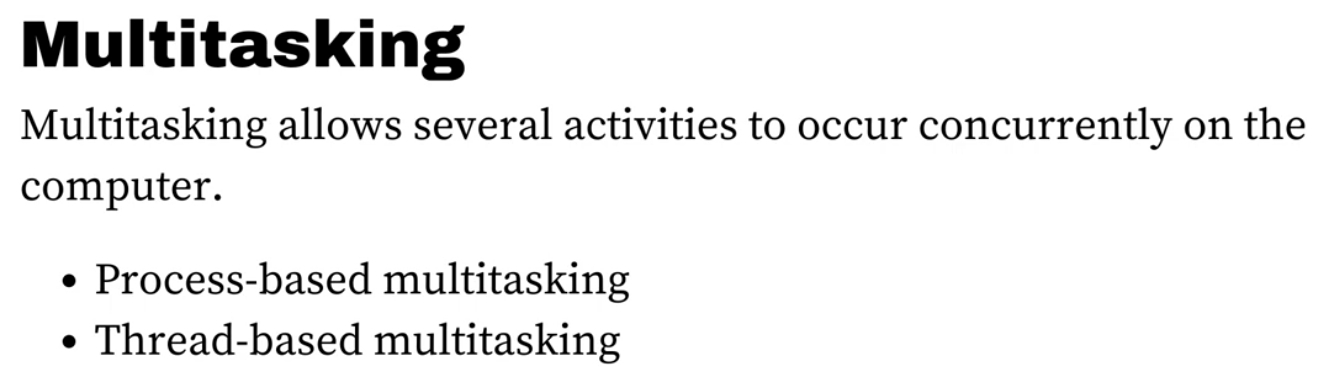 Multitasking
Multitasking allows several activities to occur concurrently on the
computer.
• Process-based multitasking
• Thread-based multitasking